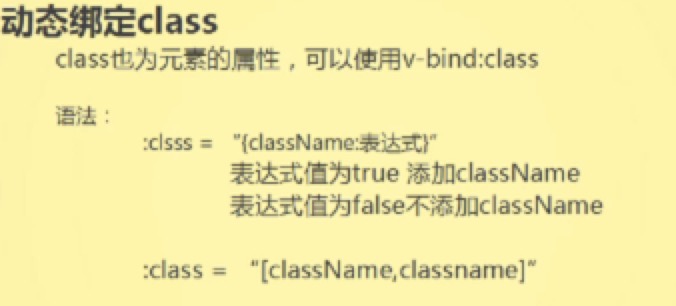 动态绑定class
class也为元素的属性，可以使用v-bind:class
语法：
:clsss = “{className:表达式}”
表达式值为true 添加className
表达式值为false不添加className
:class = “[className,classname]”